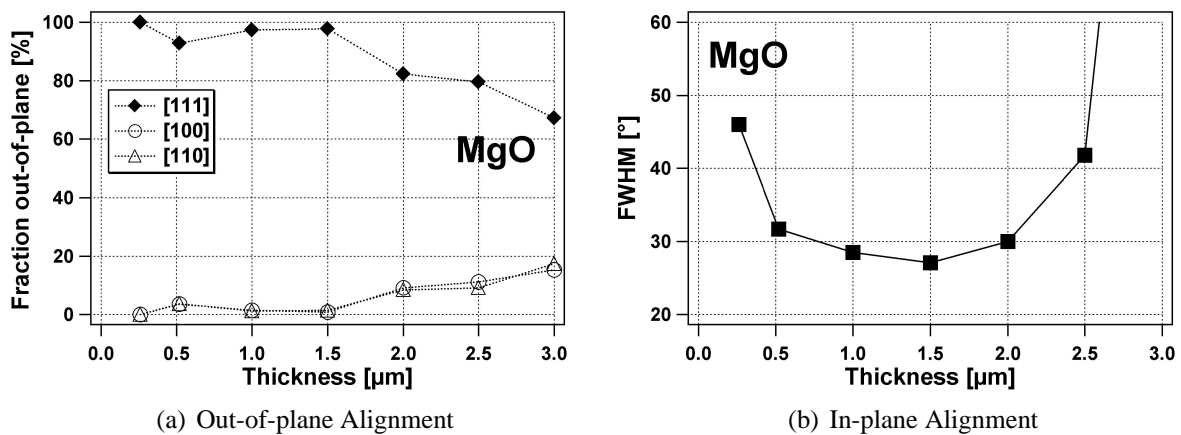 Fraction out-of-plane [%]
100
80
60
40
20
0
[111]
[100]
[110]
MgO
0.0 0.5 1.0 1.5 2.0 2.5 3.0
Thickness [µm]
(a) Out-of-plane Alignment
FWHM [°]
60
50
40
30
20
MgO
0.0 0.5 1.0 1.5 2.0 2.5 3.0
Thickness [µm]
(b) In-plane Alignment